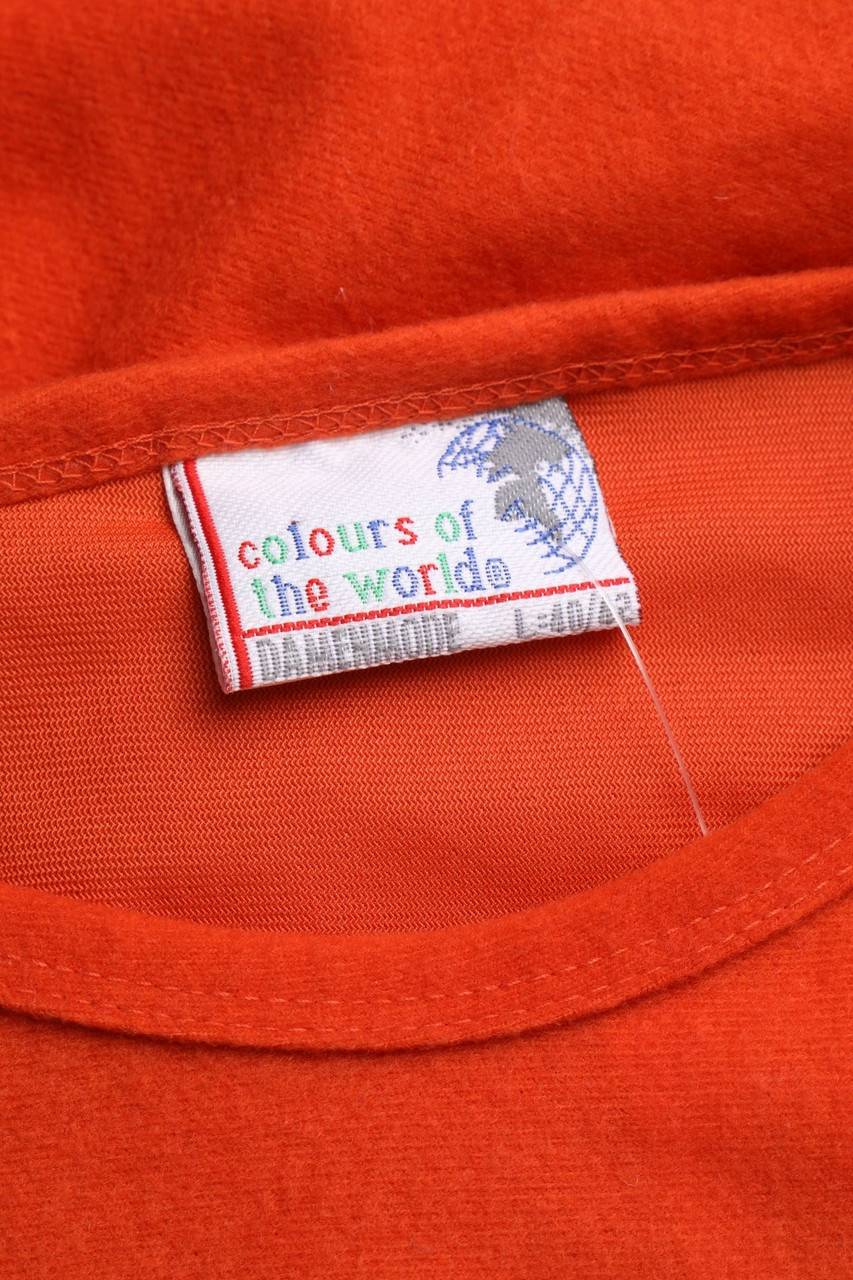 colours of
the world®
DAMENMODE L=40/42